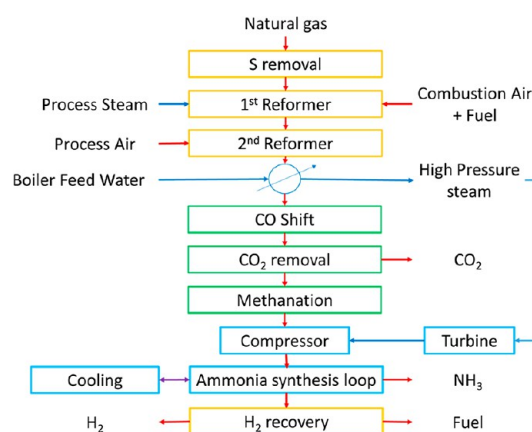 Natural gas
S removal
Process Steam
1st Reformer
Combustion Air
+ Fuel
Process Air
2nd Reformer
Boiler Feed Water
High Pressure
steam
CO Shift
CO₂ removal
CO₂
Methanation
Compressor
Turbine
Cooling
Ammonia synthesis loop
NH₃
H₂
H₂ recovery
Fuel